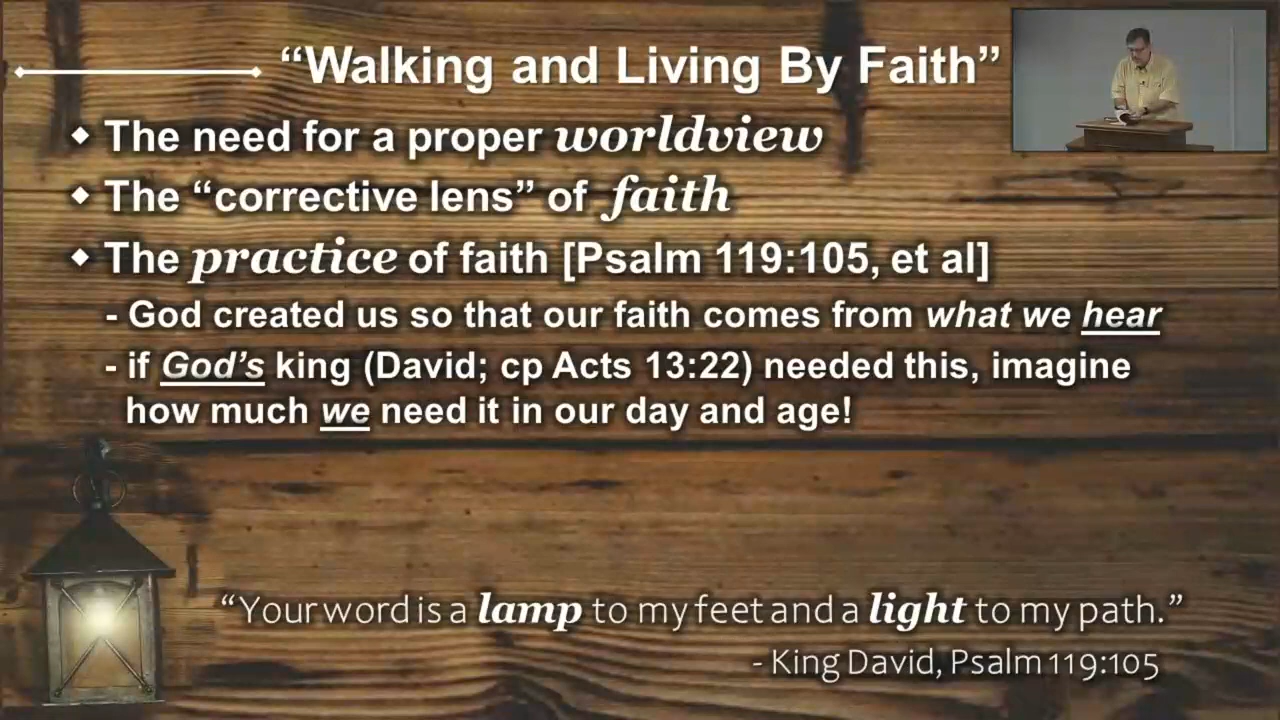 “Walking and Living By Faith”
◆ The need for a proper worldview
◆ The “corrective lens” of faith
◆ The practice of faith [Psalm 119:105, et al]
- God created us so that our faith comes from what we hear
- if God’s king (David; cp Acts 13:22) needed this, imagine
how much we need it in our day and age!
“Your word is a lamp to my feet and a light to my path.”
- King David, Psalm 119:105